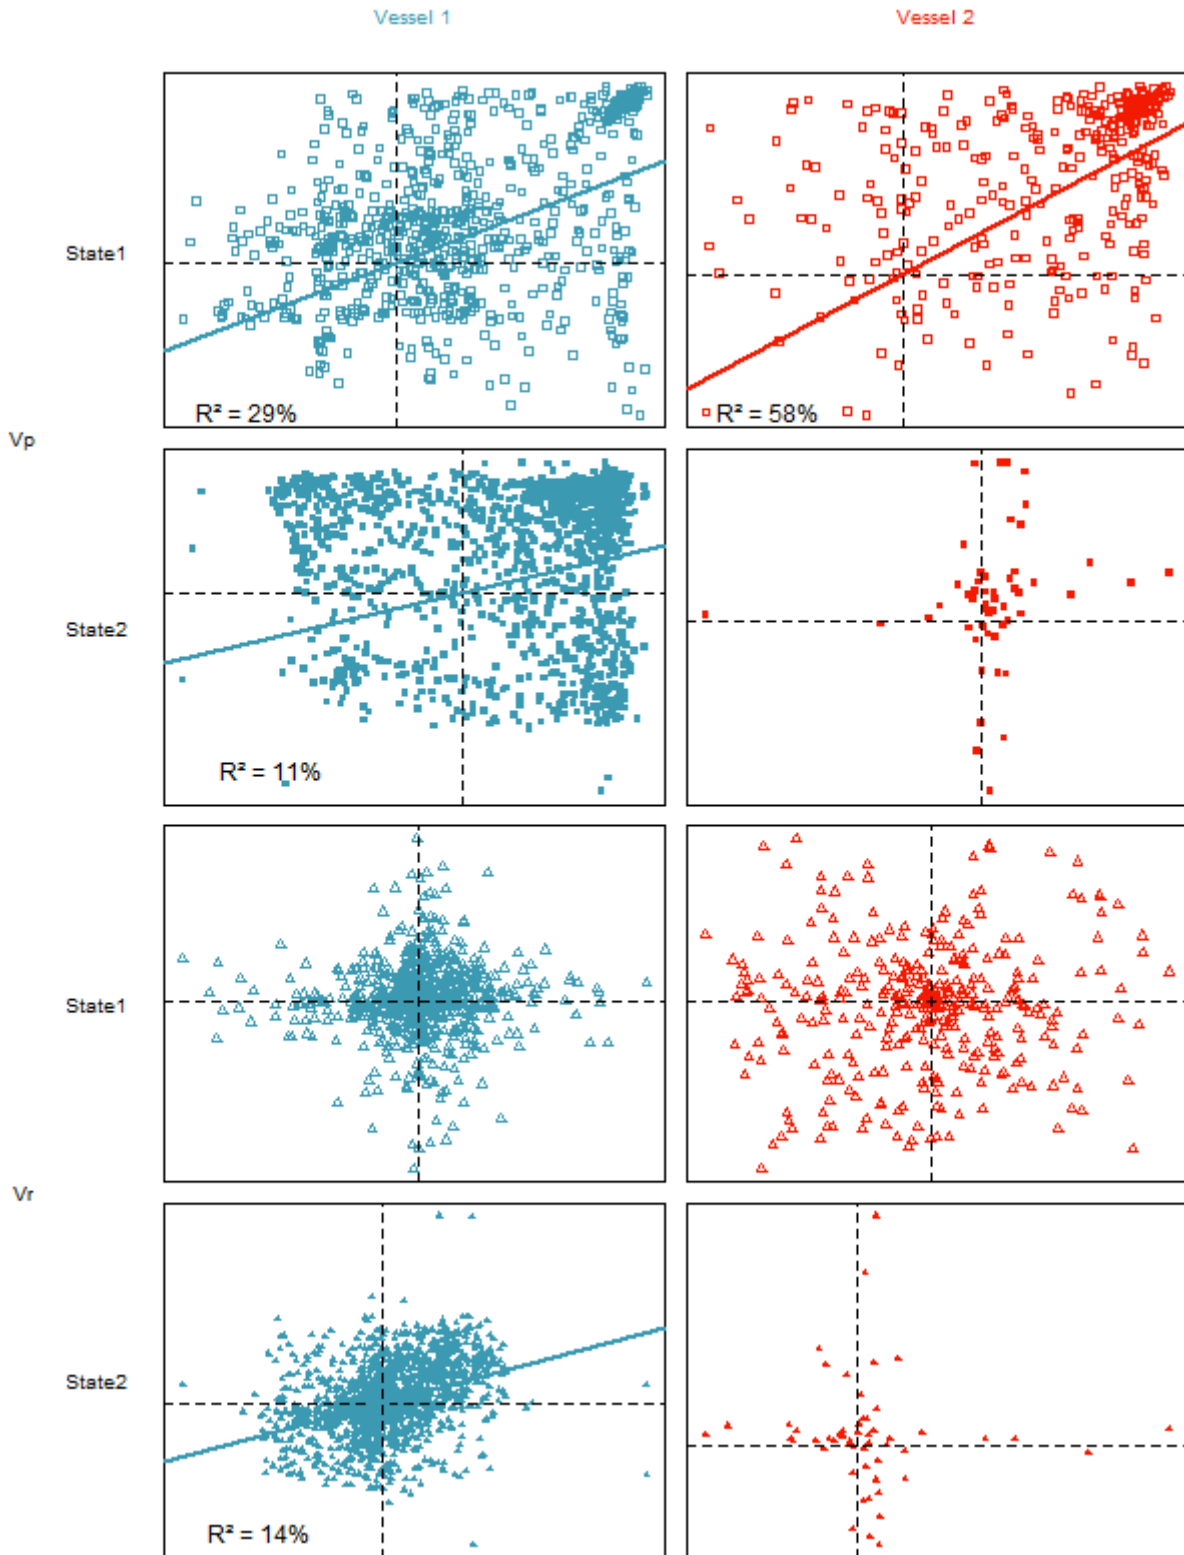 Vessel 1 Vessel 2
State1
R² = 29% R² = 58%
Vp
State2
R² = 11%
State1
Vr
State2
R² = 14%